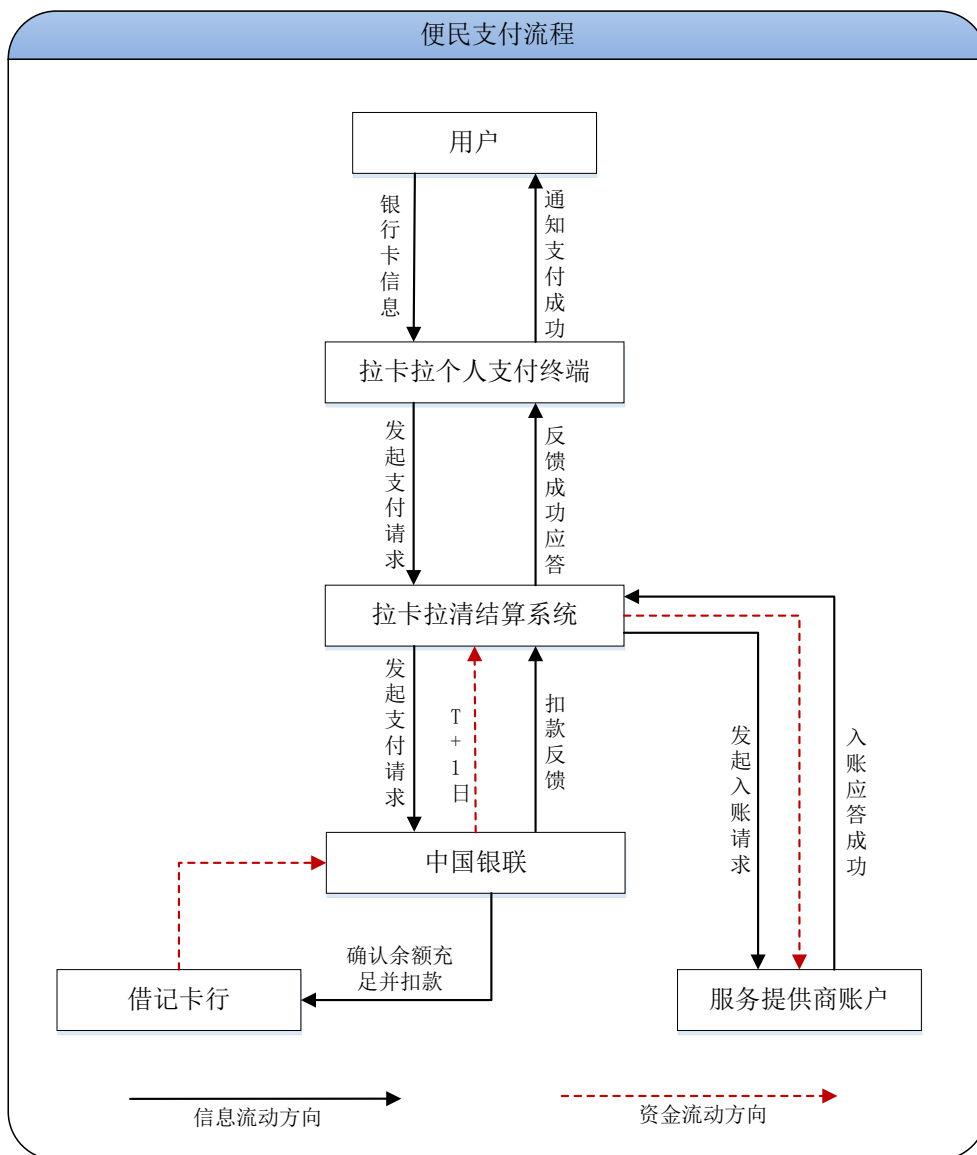 便民支付流程
用户
银行卡信息
通知支付成功
拉卡拉个人支付终端
发起支付请求
反馈成功应答
拉卡拉清结算系统
发起支付请求
T+1日
扣款反馈
发起入账请求
入账应答成功
中国银联
确认余额充
足并扣款
借记卡行
服务提供商账户
信息流动方向
资金流动方向